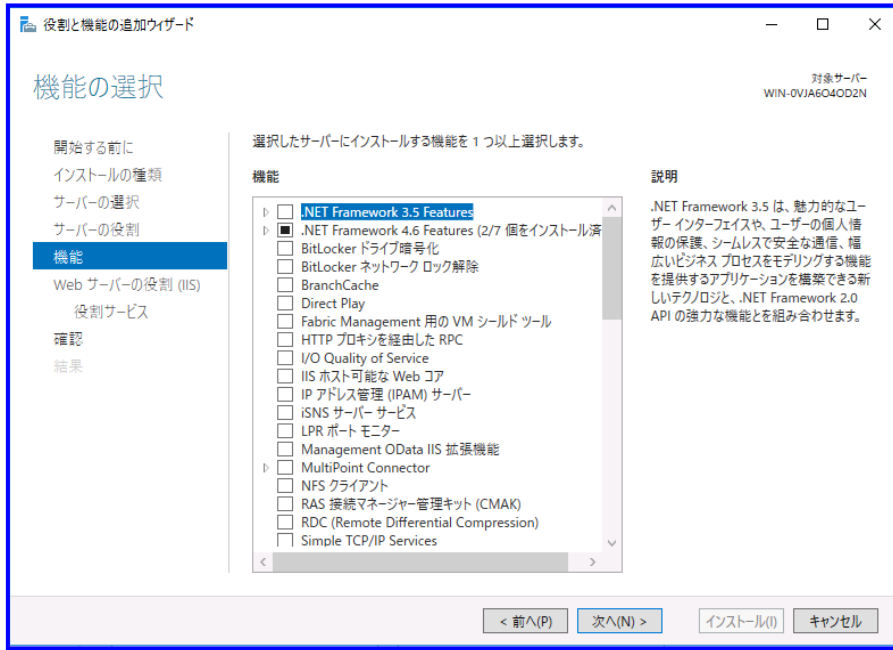 役割と機能の追加ウィザード
機能の選択
対象サーバー
WIN-0VJA6O4OD2N
開始する前に
インストールの種類
サーバーの選択
サーバーの役割
機能
Web サーバーの役割 (IIS)
役割サービス
確認
結果
選択したサーバーにインストールする機能を 1 つ以上選択します。
機能
.NET Framework 3.5 Features
.NET Framework 4.6 Features (2/7 個をインストール済
BitLocker ドライブ暗号化
BitLocker ネットワーク ロック解除
BranchCache
Direct Play
Fabric Management 用の VM シールド ツール
HTTP プロキシを経由した RPC
I/O Quality of Service
IIS ホスト可能な Web コア
IP アドレス管理 (IPAM) サーバー
iSNS サーバー サービス
LPR ポート モニター
Management OData IIS 拡張機能
MultiPoint Connector
NFS クライアント
RAS 接続マネージャー管理キット (CMAK)
RDC (Remote Differential Compression)
Simple TCP/IP Services
説明
.NET Framework 3.5 は、魅力的なユー
ザー インターフェイスや、ユーザーの個人情
報の保護、シームレスで安全な通信、幅
広いビジネス プロセスをモデリングする機能
を提供するアプリケーションを構築できる新
しいテクノロジと、.NET Framework 2.0
API の強力な機能とを組み合わせます。
< 前へ(P)
次へ(N) >
インストール(I)
キャンセル